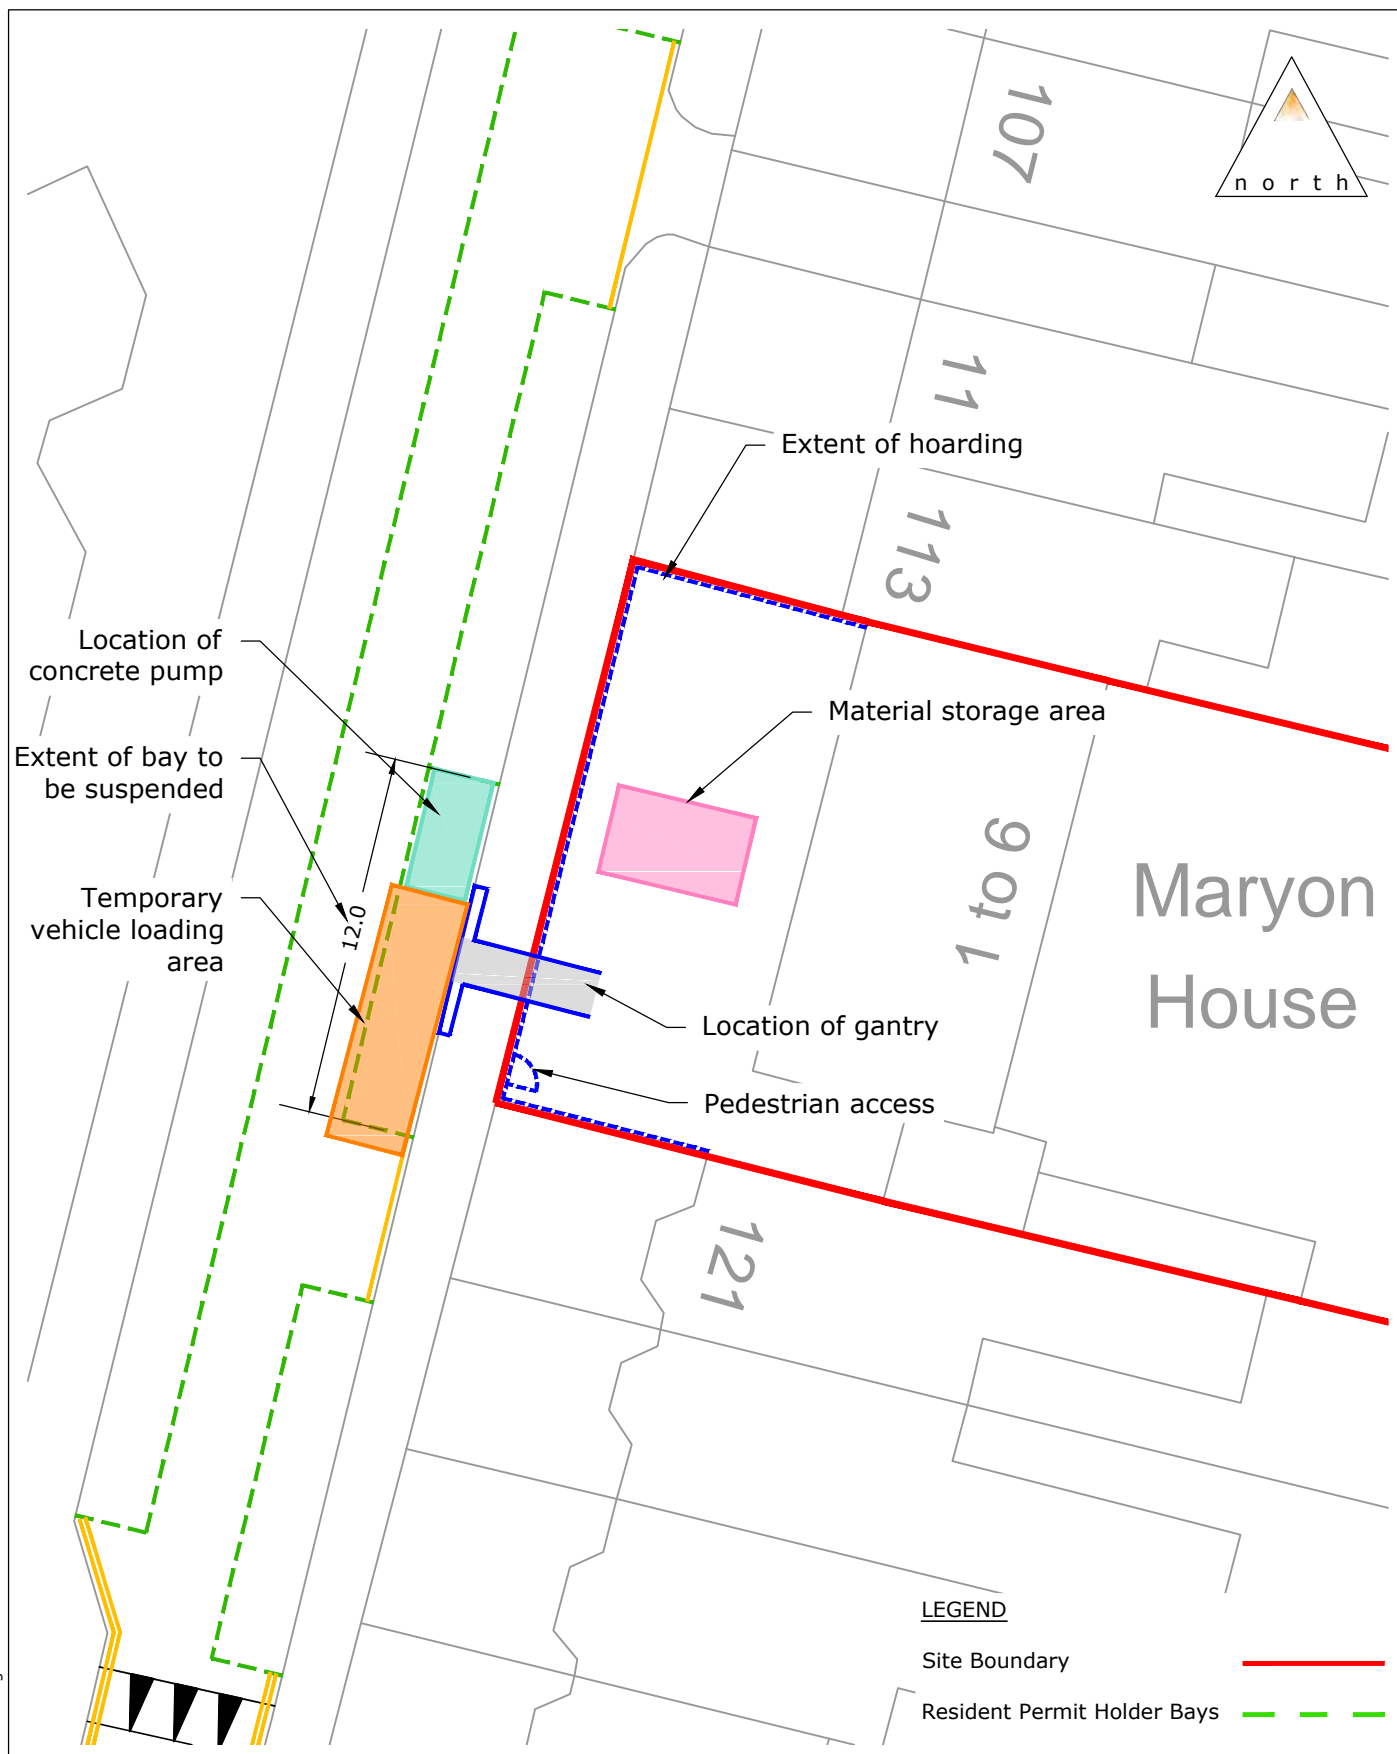 north
107
11
Extent of hoarding
113
Location of
concrete pump
Material storage area
Extent of bay to
be suspended
1 to 9
Maryon
House
Temporary
vehicle loading
area
12.0
Location of gantry
Pedestrian access
121
LEGEND
Site Boundary
Resident Permit Holder Bays